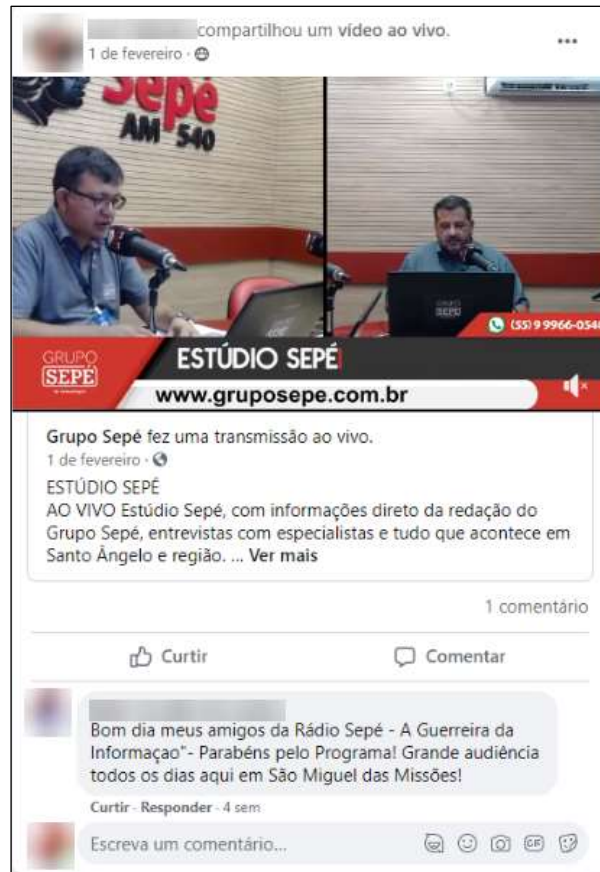 compartilhou um vídeo ao vivo.
1 de fevereiro ·
sepé
AM 540
GRUPO
SEPÉ
(55) 9 9966-0546
GRUPO
SEPÉ
ESTÚDIO SEPÉ
www.gruposepe.com.br
Grupo Sepé fez uma transmissão ao vivo.
1 de fevereiro ·
ESTÚDIO SEPÉ
AO VIVO Estúdio Sepé, com informações direto da redação do
Grupo Sepé, entrevistas com especialistas e tudo que acontece em
Santo Ângelo e região. ... Ver mais
1 comentário
Curtir
Comentar
Bom dia meus amigos da Rádio Sepé - A Guerreira da
Informaçao"- Parabéns pelo Programa! Grande audiência
todos os dias aqui em São Miguel das Missões!
Curtir · Responder · 4 sem
Escreva um comentário...
GIF